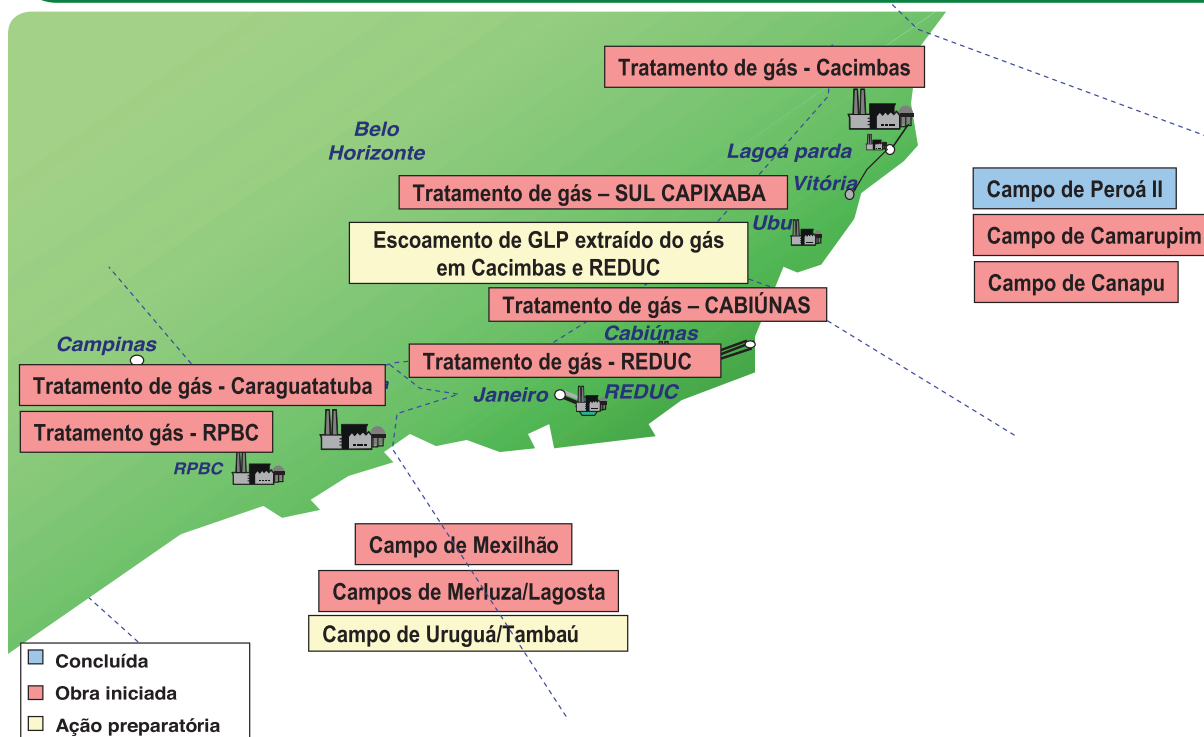 Tratamento de gás - Cacimbas
Belo
Horizonte
Lagoa parda
Tratamento de gás – SUL CAPIXABA
Vitória
Campo de Peroá II
Ubu
Campo de Camarupim
Escoamento de GLP extraído do gás
em Cacimbas e REDUC
Campo de Canapu
Tratamento de gás – CABIÚNAS
Cabiúnas
Campinas
Tratamento de gás - REDUC
Tratamento de gás - Caraguatatuba
Janeiro
REDUC
Tratamento gás - RPBC
RPBC
Campo de Mexilhão
Campos de Merluza/Lagosta
Campo de Uruguá/Tambaú
Concluída
Obra iniciada
Ação preparatória